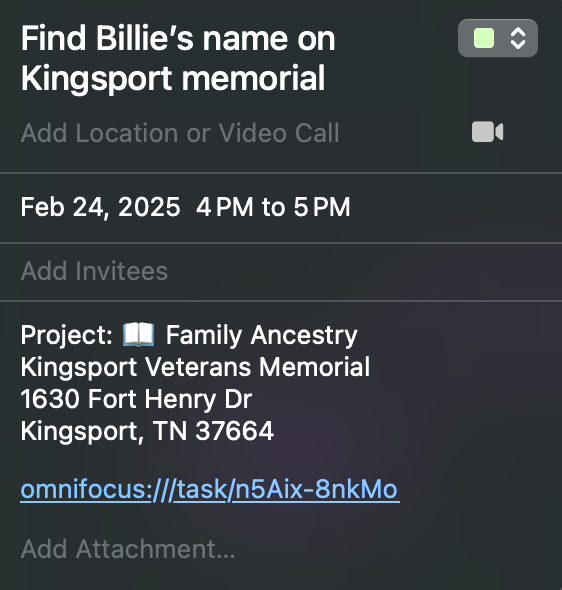 Find Billie’s name on
Kingsport memorial
Add Location or Video Call
Feb 24, 2025  4 PM to 5 PM
Add Invitees
Project: 📖 Family Ancestry
Kingsport Veterans Memorial
1630 Fort Henry Dr
Kingsport, TN 37664
omnifocus:///task/n5Aix-8nkMo
Add Attachment...